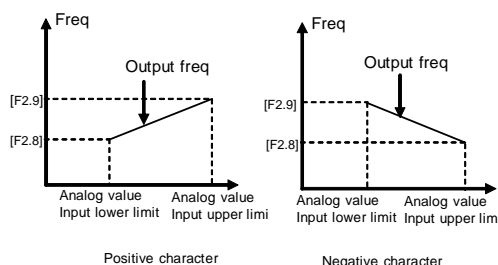 Freq
Output freq
[F2.9]
[F2.8]
Analog value
Input lower limit
Analog value
Input upper limi
Positive character
Freq
Output freq
[F2.9]
[F2.8]
Analog value
Input lower limit
Analog value
Input upper lim
Negative character